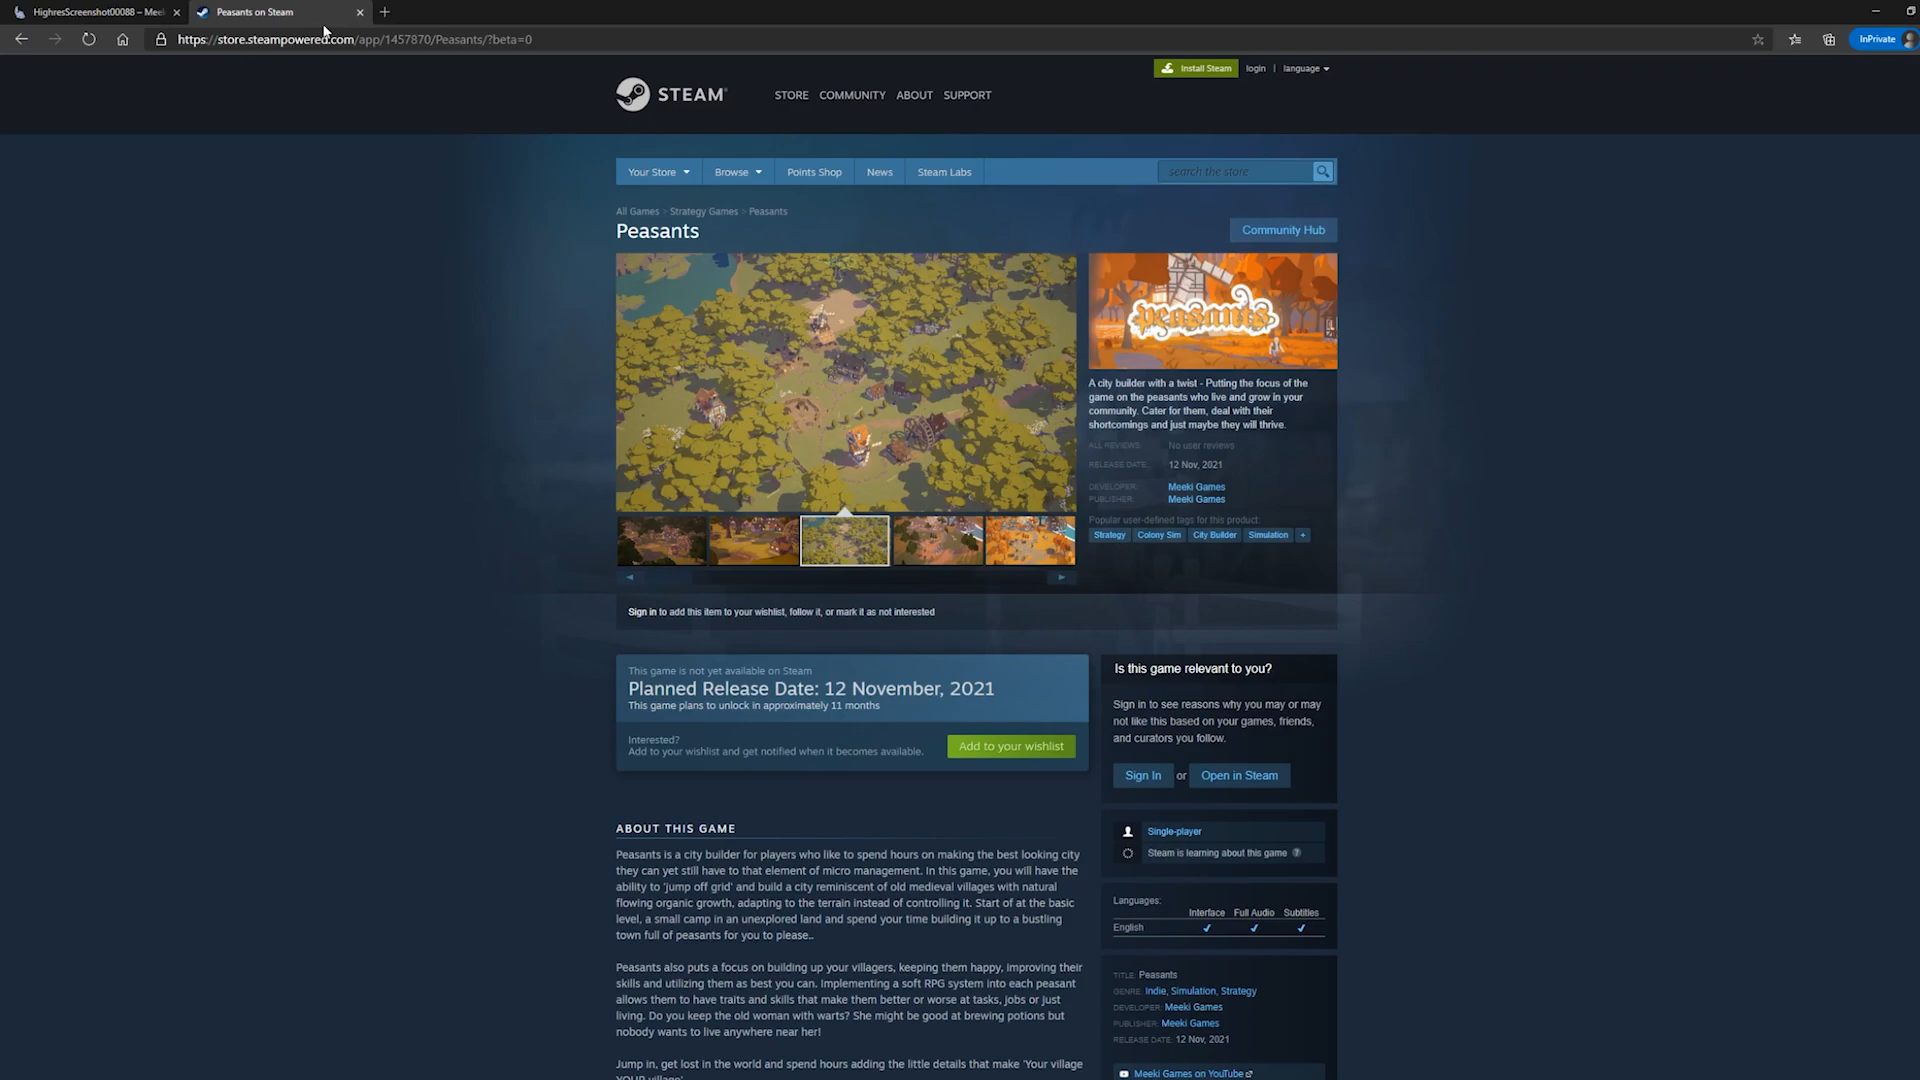 HighresScreenshot00088 – Meek
Peasants on Steam
https://store.steampowered.com/app/1457870/Peasants/?beta=0
InPrivate
Install Steam
login
language
STEAM
STORE
COMMUNITY
ABOUT
SUPPORT
Your Store
Browse
Points Shop
News
Steam Labs
search the store
All Games > Strategy Games > Peasants
Peasants
Community Hub
peasants
A city builder with a twist - Putting the focus of the
game on the peasants who live and grow in your
community. Cater for them, deal with their
shortcomings and just maybe they will thrive.
ALL REVIEWS: No user reviews
RELEASE DATE: 12 Nov, 2021
DEVELOPER: Meeki Games
PUBLISHER: Meeki Games
Popular user-defined tags for this product:
Strategy Colony Sim City Builder Simulation +
Sign in to add this item to your wishlist, follow it, or mark it as not interested
This game is not yet available on Steam
Planned Release Date: 12 November, 2021
This game plans to unlock in approximately 11 months
Interested?
Add to your wishlist and get notified when it becomes available.
Add to your wishlist
Is this game relevant to you?
Sign in to see reasons why you may or may
not like this based on your games, friends,
and curators you follow.
Sign In or Open in Steam
Single-player
Steam is learning about this game ?
Languages:
Interface Full Audio Subtitles
English ✔ ✔ ✔
TITLE: Peasants
GENRE: Indie, Simulation, Strategy
DEVELOPER: Meeki Games
PUBLISHER: Meeki Games
RELEASE DATE: 12 Nov, 2021
Meeki Games on YouTube
ABOUT THIS GAME
Peasants is a city builder for players who like to spend hours on making the best looking city
they can yet still have to that element of micro management. In this game, you will have the
ability to 'jump off grid' and build a city reminiscent of old medieval villages with natural
flowing organic growth, adapting to the terrain instead of controlling it. Start of at the basic
level, a small camp in an unexplored land and spend your time building it up to a bustling
town full of peasants for you to please..
Peasants also puts a focus on building up your villagers, keeping them happy, improving their
skills and utilizing them as best you can. Implementing a soft RPG system into each peasant
allows them to have traits and skills that make them better or worse at tasks, jobs or just
living. Do you keep the old woman with warts? She might be good at brewing potions but
nobody wants to live anywhere near her!
Jump in, get lost in the world and spend hours adding the little details that make 'Your village
YOUR village'